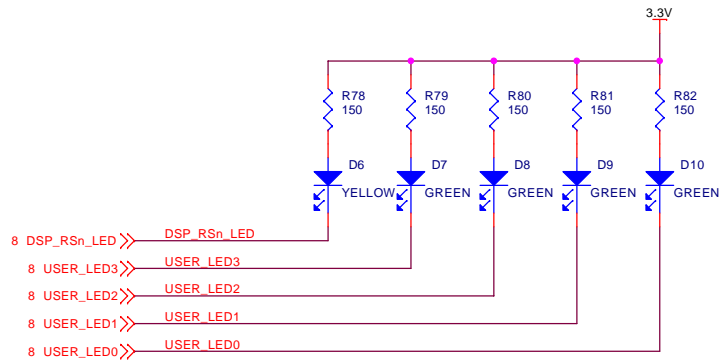 3.3V
R78 R79 R80 R81 R82
150 150 150 150 150
D6 D7 D8 D9 D10
YELLOW GREEN GREEN GREEN GREEN
8 DSP_RSn_LED DSP_RSn_LED
8 USER_LED3 USER_LED3
8 USER_LED2 USER_LED2
8 USER_LED1 USER_LED1
8 USER_LED0 USER_LED0